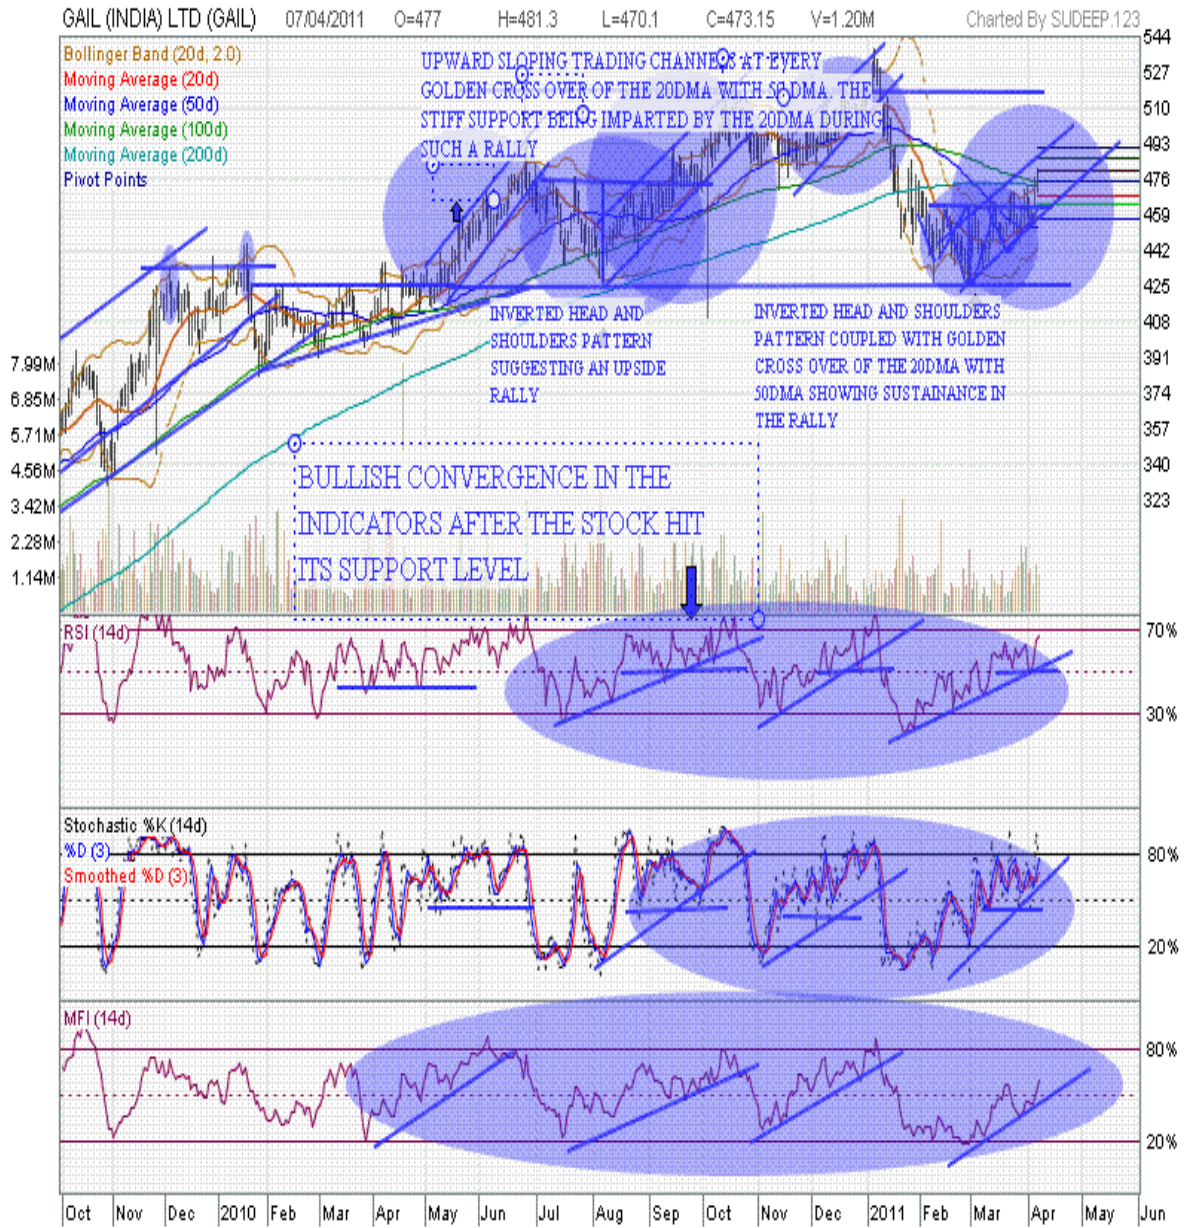 GAIL (INDIA) LTD (GAIL) 07/04/2011 O=477 H=481.3 L=470.1 C=473.15 V=1.20M Charted By SUDEEP.123
Bollinger Band (20d, 2.0)
Moving Average (20d)
Moving Average (50d)
Moving Average (100d)
Moving Average (200d)
Pivot Points
UPWARD SLOPING TRADING CHANNELS AT EVERY
GOLDEN CROSS OVER OF THE 20DMA WITH 50DMA. THE
STIFF SUPPORT BEING IMPARTED BY THE 20DMA DURING
SUCH A RALLY
544
527
510
493
476
459
442
425
408
391
374
357
340
323
INVERTED HEAD AND
SHOULDERS PATTERN
SUGGESTING AN UPSIDE
RALLY
INVERTED HEAD AND SHOULDERS
PATTERN COUPLED WITH GOLDEN
CROSS OVER OF THE 20DMA WITH
50DMA SHOWING SUSTAINANCE IN
THE RALLY
7.99M
6.85M
5.71M
4.56M
3.42M
2.28M
1.14M
BULLISH CONVERGENCE IN THE
INDICATORS AFTER THE STOCK HIT
ITS SUPPORT LEVEL
RSI (14d)
70%
30%
Stochastic %K (14d)
%D (3)
Smoothed %D (3)
80%
20%
MFI (14d)
80%
20%
Oct Nov Dec 2010 Feb Mar Apr May Jun Jul Aug Sep Oct Nov Dec 2011 Feb Mar Apr May Jun